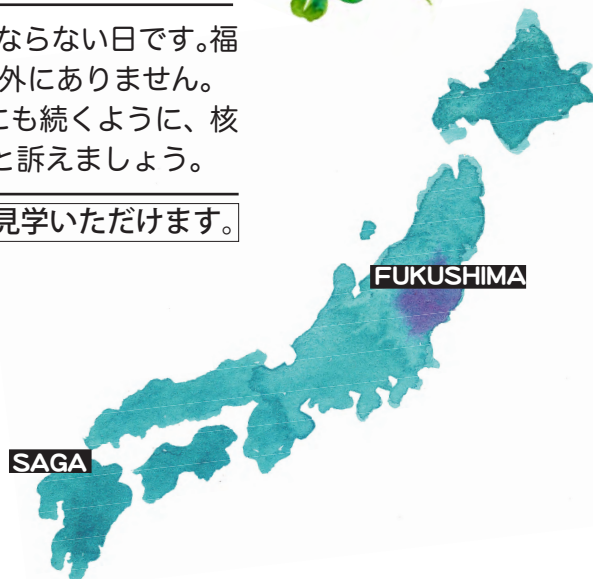 ならない日です。福
外にありません。
にも続くように、核
と訴えましょう。
見学いただけます。
FUKUSHIMA
SAGA